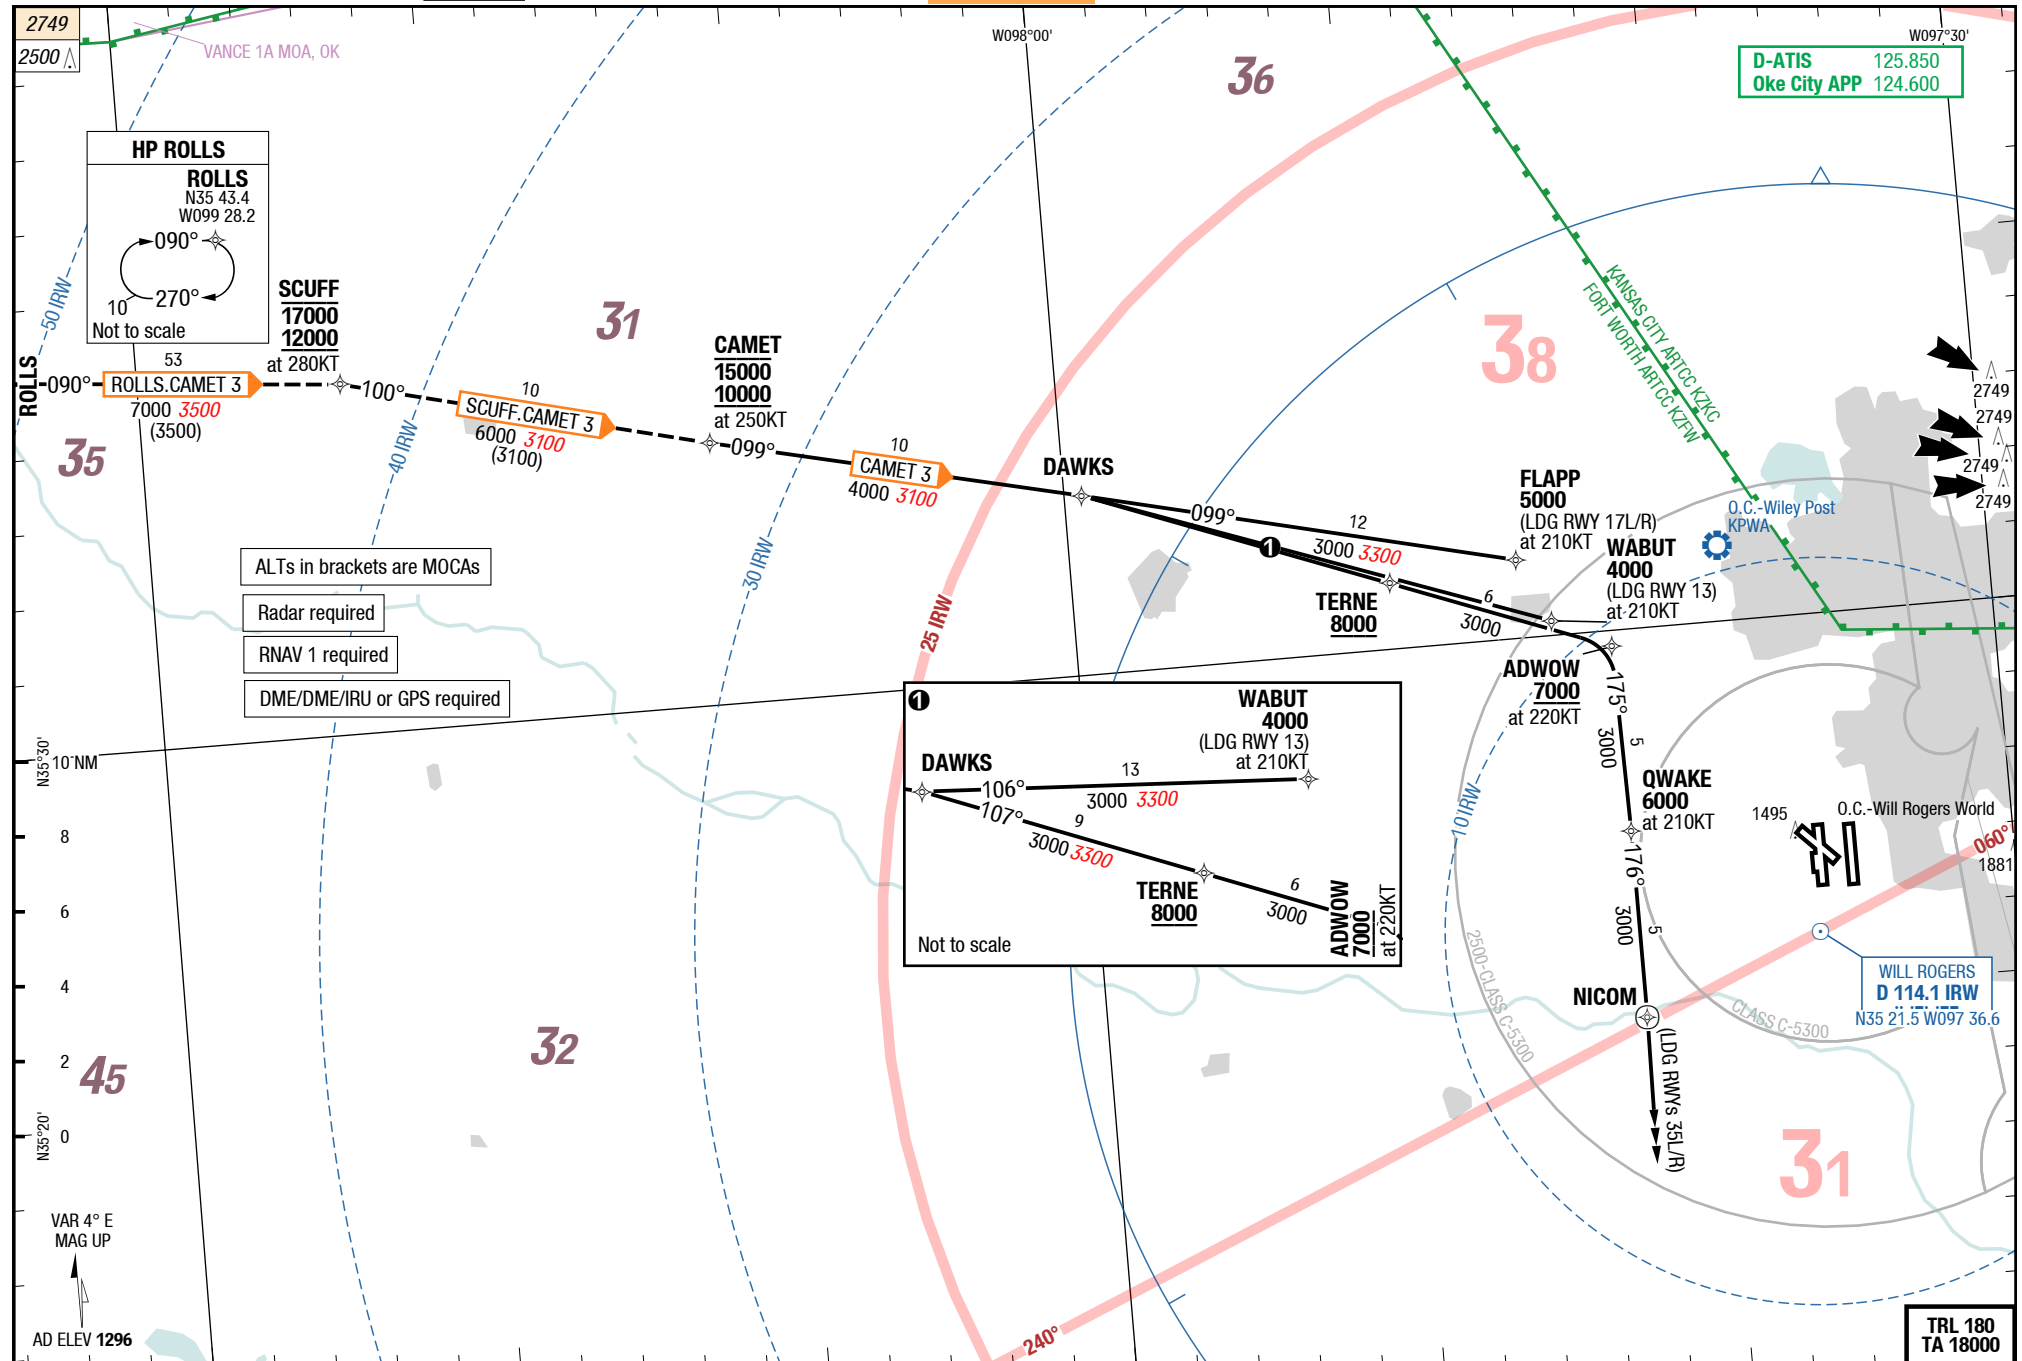 2749
2500
VANCE 1A MOA, OK
W098°00'
W097°30'
36
D-ATIS 125.850
Oke City APP 124.600
HP ROLLS
ROLLS
N35 43.4
W099 28.2
090°
270°
10
Not to scale
50 IRW
SCUFF
17000
12000
at 280KT
31
CAMET
15000
10000
at 250KT
ROLLS
090°
53
ROLLS.CAMET 3
7000 3500
(3500)
100°
10
SCUFF.CAMET 3
6000 3100
(3100)
099°
10
CAMET 3
4000 3100
35
40 IRW
30 IRW
25 IRW
DAWKS
099°
12
3000 3300
1
FLAPP
5000
(LDG RWY 17L/R)
at 210KT
WABUT
4000
(LDG RWY 13)
at 210KT
TERNE
8000
6
3000
ADWOW
7000
at 220KT
38
KANSAS CITY ARTCC KZKC
FORT WORTH ARTCC KZFW
O.C.-Wiley Post
KPWA
2749
2749
2749
2749
ALTs in brackets are MOCAs
Radar required
RNAV 1 required
DME/DME/IRU or GPS required
1
DAWKS
106°
13
3000 3300
WABUT
4000
(LDG RWY 13)
at 210KT
107°
9
3000 3300
TERNE
8000
6
3000
ADWOW
7000
at 220KT
Not to scale
175°
5
3000
QWAKE
6000
at 210KT
176°
5
3000
NICOM
(LDG RWYs 35L/R)
10 IRW
1495
O.C.-Will Rogers World
060°
1881
WILL ROGERS
D 114.1 IRW
N35 21.5 W097 36.6
2500-CLASS C-5300
CLASS C-5300
N35°30'
10 NM
8
6
4
2
0
N35°20'
32
45
31
240°
VAR 4° E
MAG UP
AD ELEV 1296
TRL 180
TA 18000